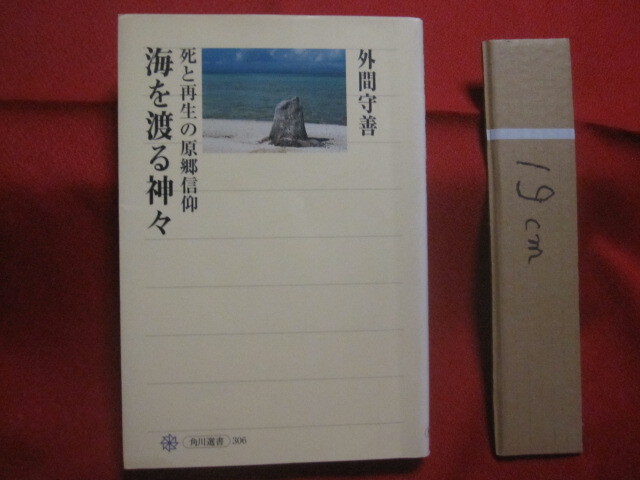 外間守善
死と再生の原郷信仰
海を渡る神々
角川選書 306
19cm